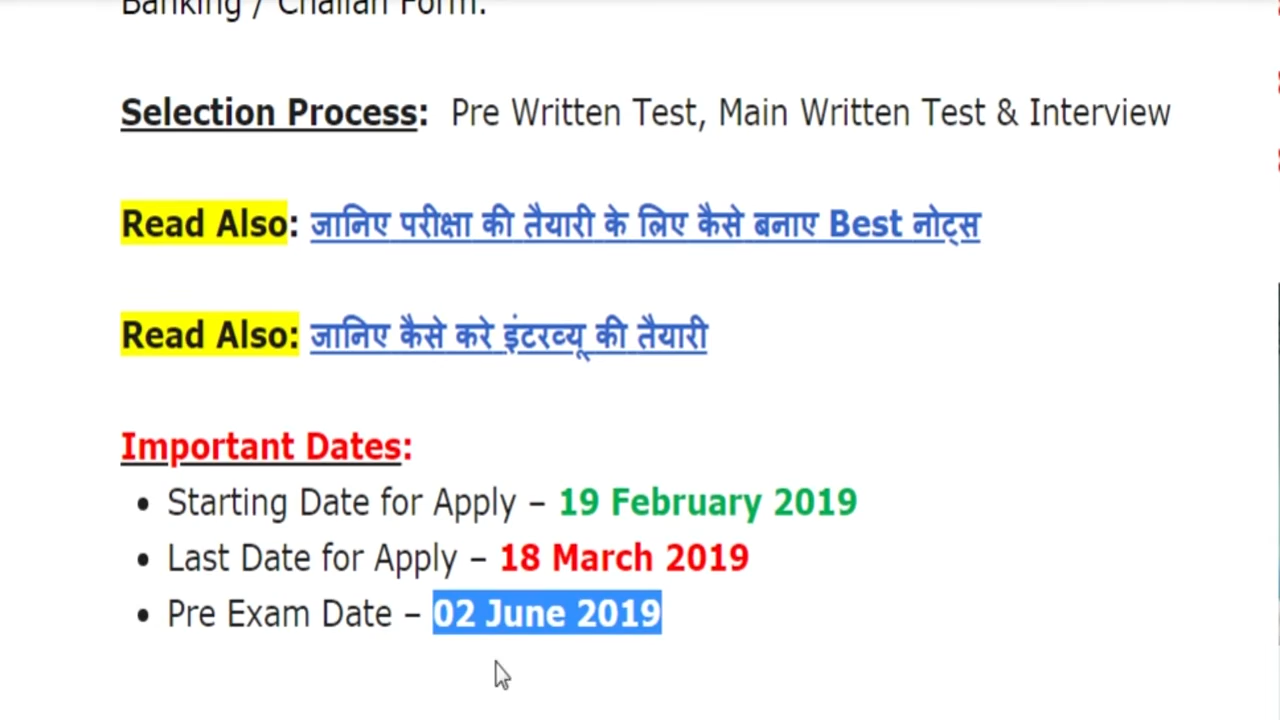 Banking / Challan Form.
Selection Process: Pre Written Test, Main Written Test & Interview
Read Also: जानिए परीक्षा की तैयारी के लिए कैसे बनाए Best नोट्स
Read Also: जानिए कैसे करे इंटरव्यू की तैयारी
Important Dates:
• Starting Date for Apply – 19 February 2019
• Last Date for Apply – 18 March 2019
• Pre Exam Date – 02 June 2019